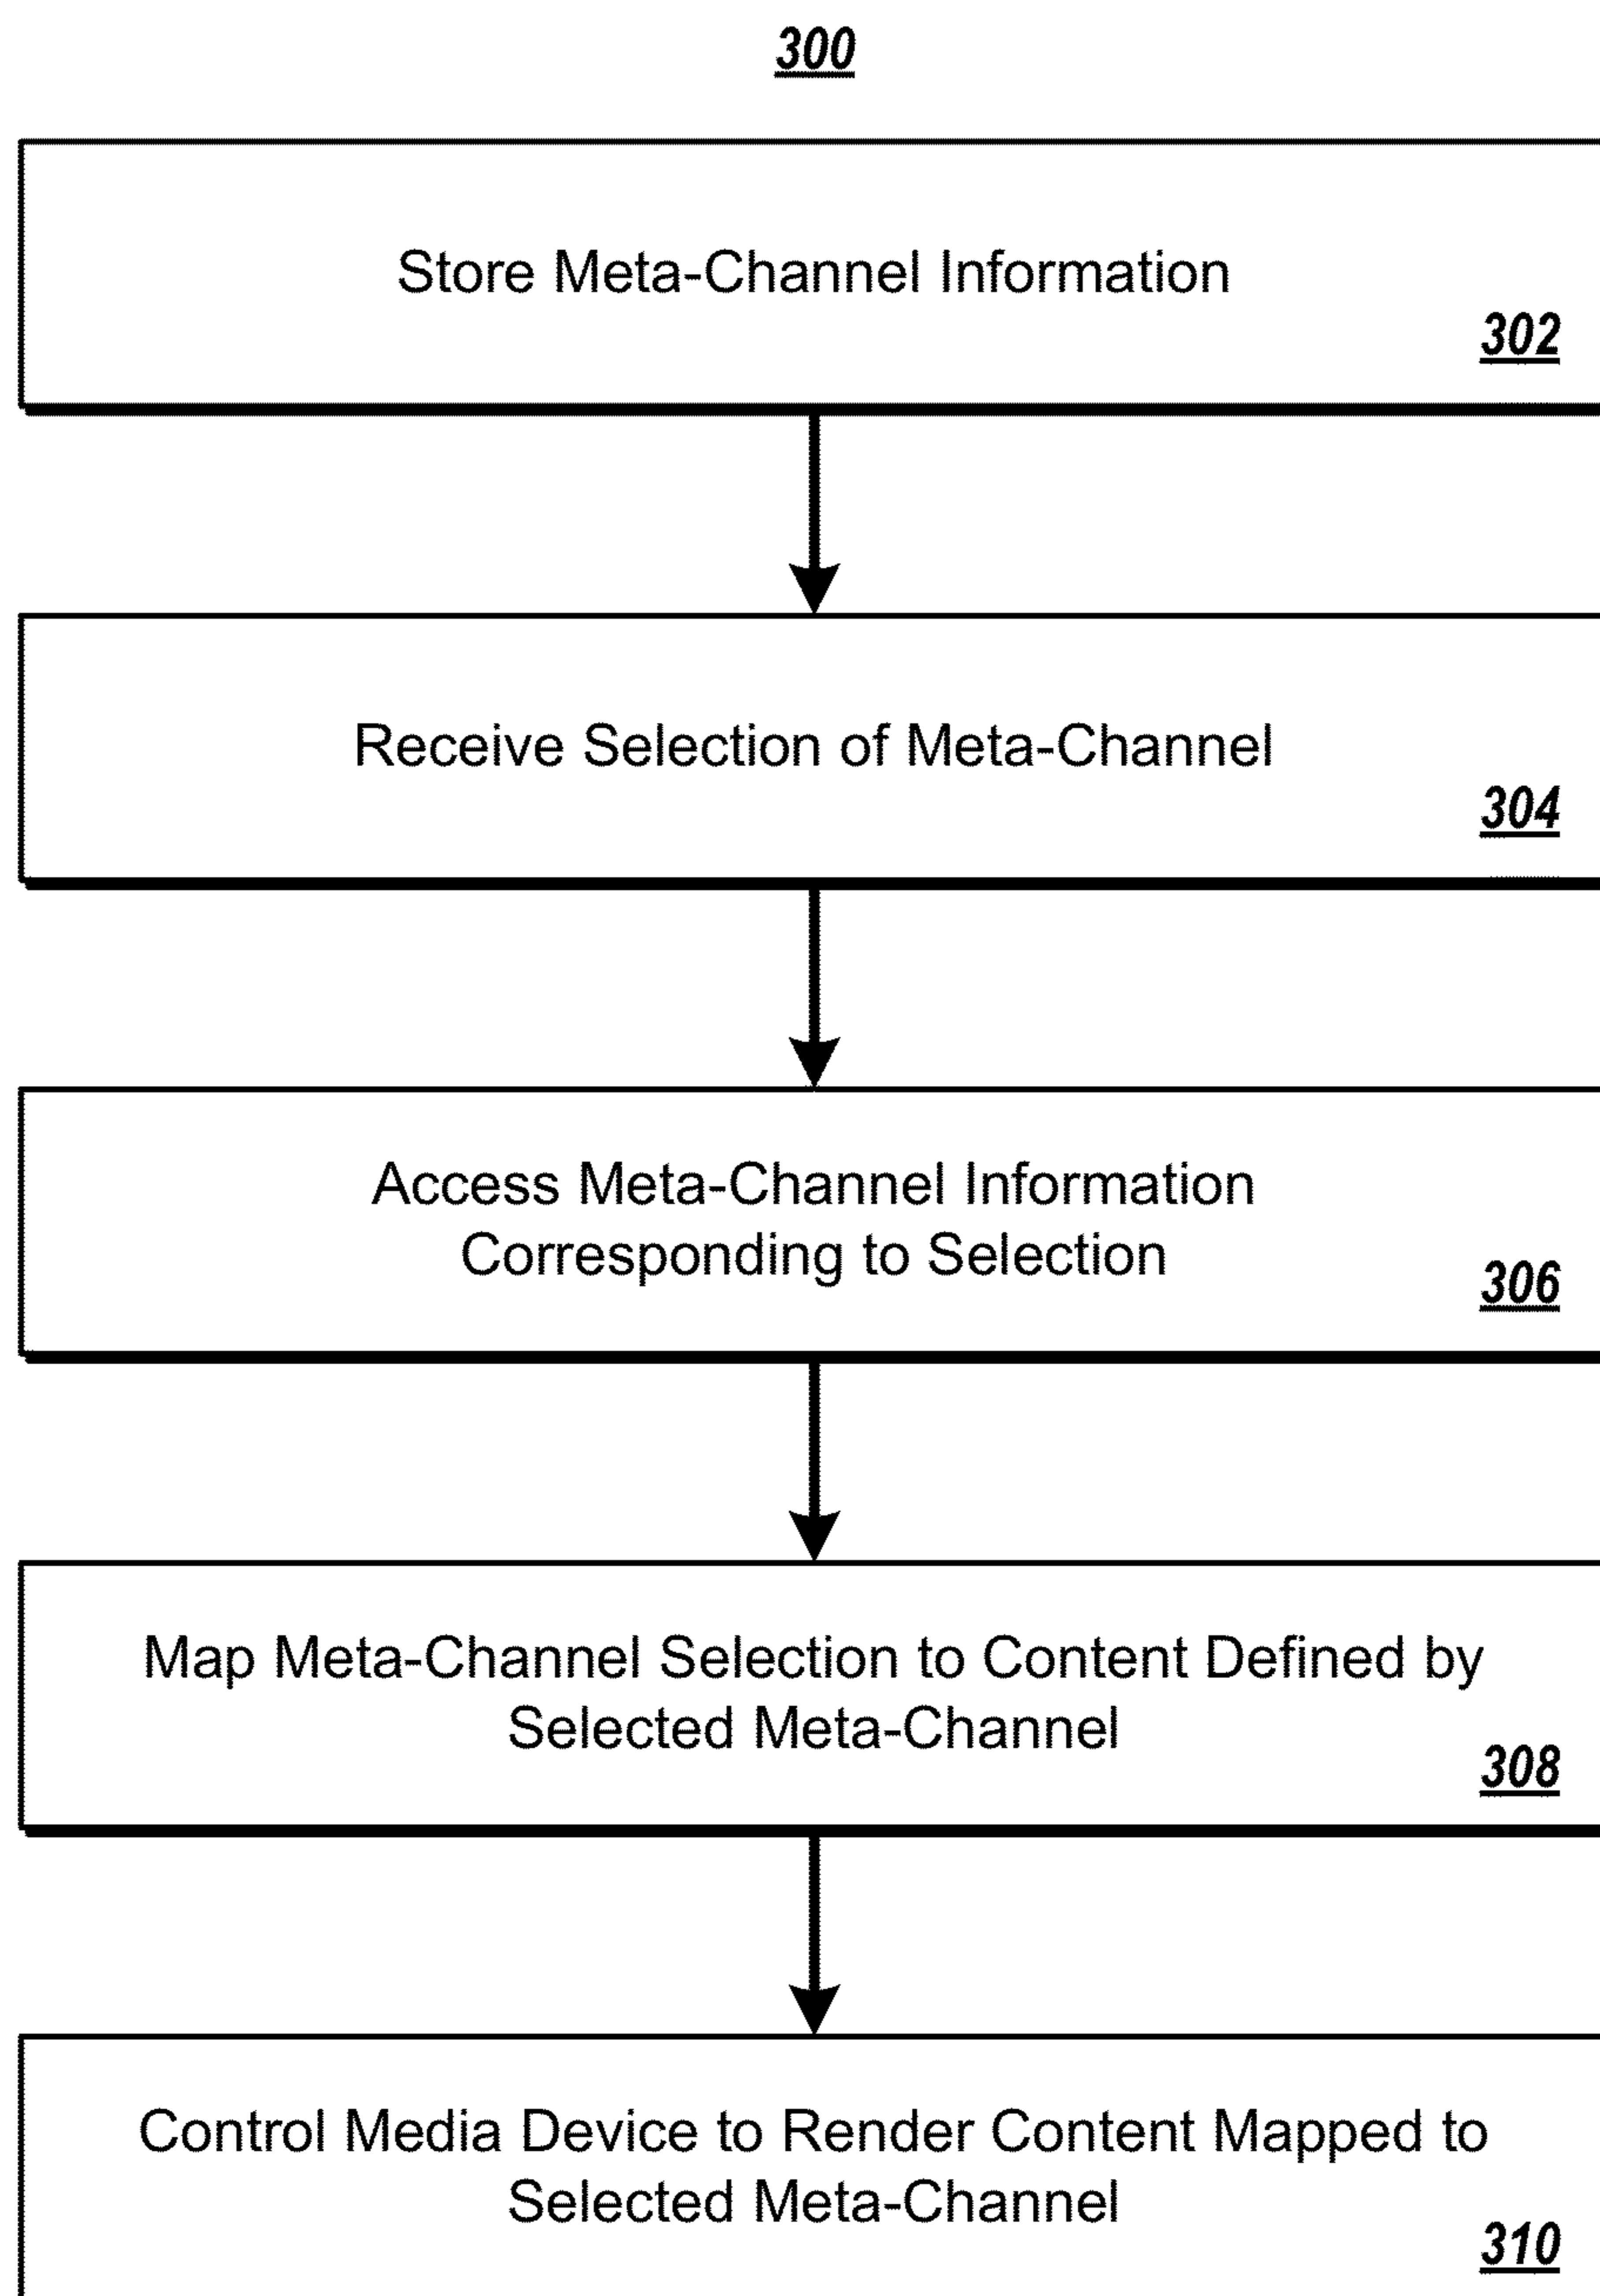 300
Store Meta-Channel Information
302
Receive Selection of Meta-Channel
304
Access Meta-Channel Information
Corresponding to Selection
306
Map Meta-Channel Selection to Content Defined by
Selected Meta-Channel
308
Control Media Device to Render Content Mapped to
Selected Meta-Channel
310